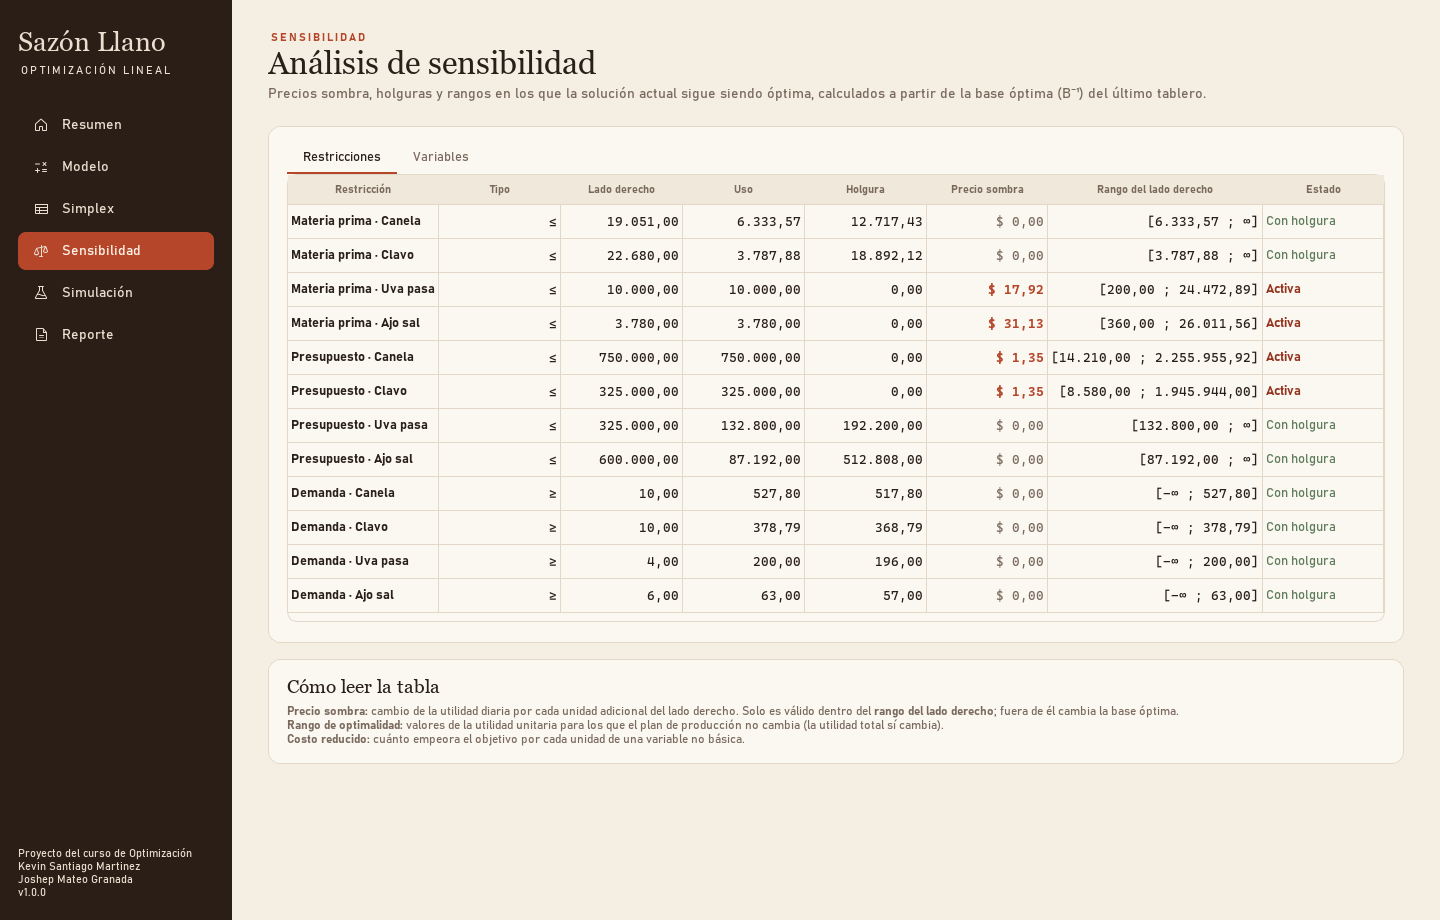 Sazón Llano
OPTIMIZACIÓN LINEAL
Resumen
Modelo
Simplex
Sensibilidad
Simulación
Reporte
Proyecto del curso de Optimización
Kevin Santiago Martinez
Joshep Mateo Granada
v1.0.0
SENSIBILIDAD
Análisis de sensibilidad
Precios sombra, holguras y rangos en los que la solución actual sigue siendo óptima, calculados a partir de la base óptima (B⁻¹) del último tablero.
Restricciones Variables
Restricción Tipo Lado derecho Uso Holgura Precio sombra Rango del lado derecho Estado
Materia prima · Canela ≤ 19.051,00 6.333,57 12.717,43 $ 0,00 [6.333,57 ; ∞] Con holgura
Materia prima · Clavo ≤ 22.680,00 3.787,88 18.892,12 $ 0,00 [3.787,88 ; ∞] Con holgura
Materia prima · Uva pasa ≤ 10.000,00 10.000,00 0,00 $ 17,92 [200,00 ; 24.472,89] Activa
Materia prima · Ajo sal ≤ 3.780,00 3.780,00 0,00 $ 31,13 [360,00 ; 26.011,56] Activa
Presupuesto · Canela ≤ 750.000,00 750.000,00 0,00 $ 1,35 [14.210,00 ; 2.255.955,92] Activa
Presupuesto · Clavo ≤ 325.000,00 325.000,00 0,00 $ 1,35 [8.580,00 ; 1.945.944,00] Activa
Presupuesto · Uva pasa ≤ 325.000,00 132.800,00 192.200,00 $ 0,00 [132.800,00 ; ∞] Con holgura
Presupuesto · Ajo sal ≤ 600.000,00 87.192,00 512.808,00 $ 0,00 [87.192,00 ; ∞] Con holgura
Demanda · Canela ≥ 10,00 527,80 517,80 $ 0,00 [−∞ ; 527,80] Con holgura
Demanda · Clavo ≥ 10,00 378,79 368,79 $ 0,00 [−∞ ; 378,79] Con holgura
Demanda · Uva pasa ≥ 4,00 200,00 196,00 $ 0,00 [−∞ ; 200,00] Con holgura
Demanda · Ajo sal ≥ 6,00 63,00 57,00 $ 0,00 [−∞ ; 63,00] Con holgura
Cómo leer la tabla
Precio sombra: cambio de la utilidad diaria por cada unidad adicional del lado derecho. Solo es válido dentro del rango del lado derecho; fuera de él cambia la base óptima.
Rango de optimalidad: valores de la utilidad unitaria para los que el plan de producción no cambia (la utilidad total sí cambia).
Costo reducido: cuánto empeora el objetivo por cada unidad de una variable no básica.